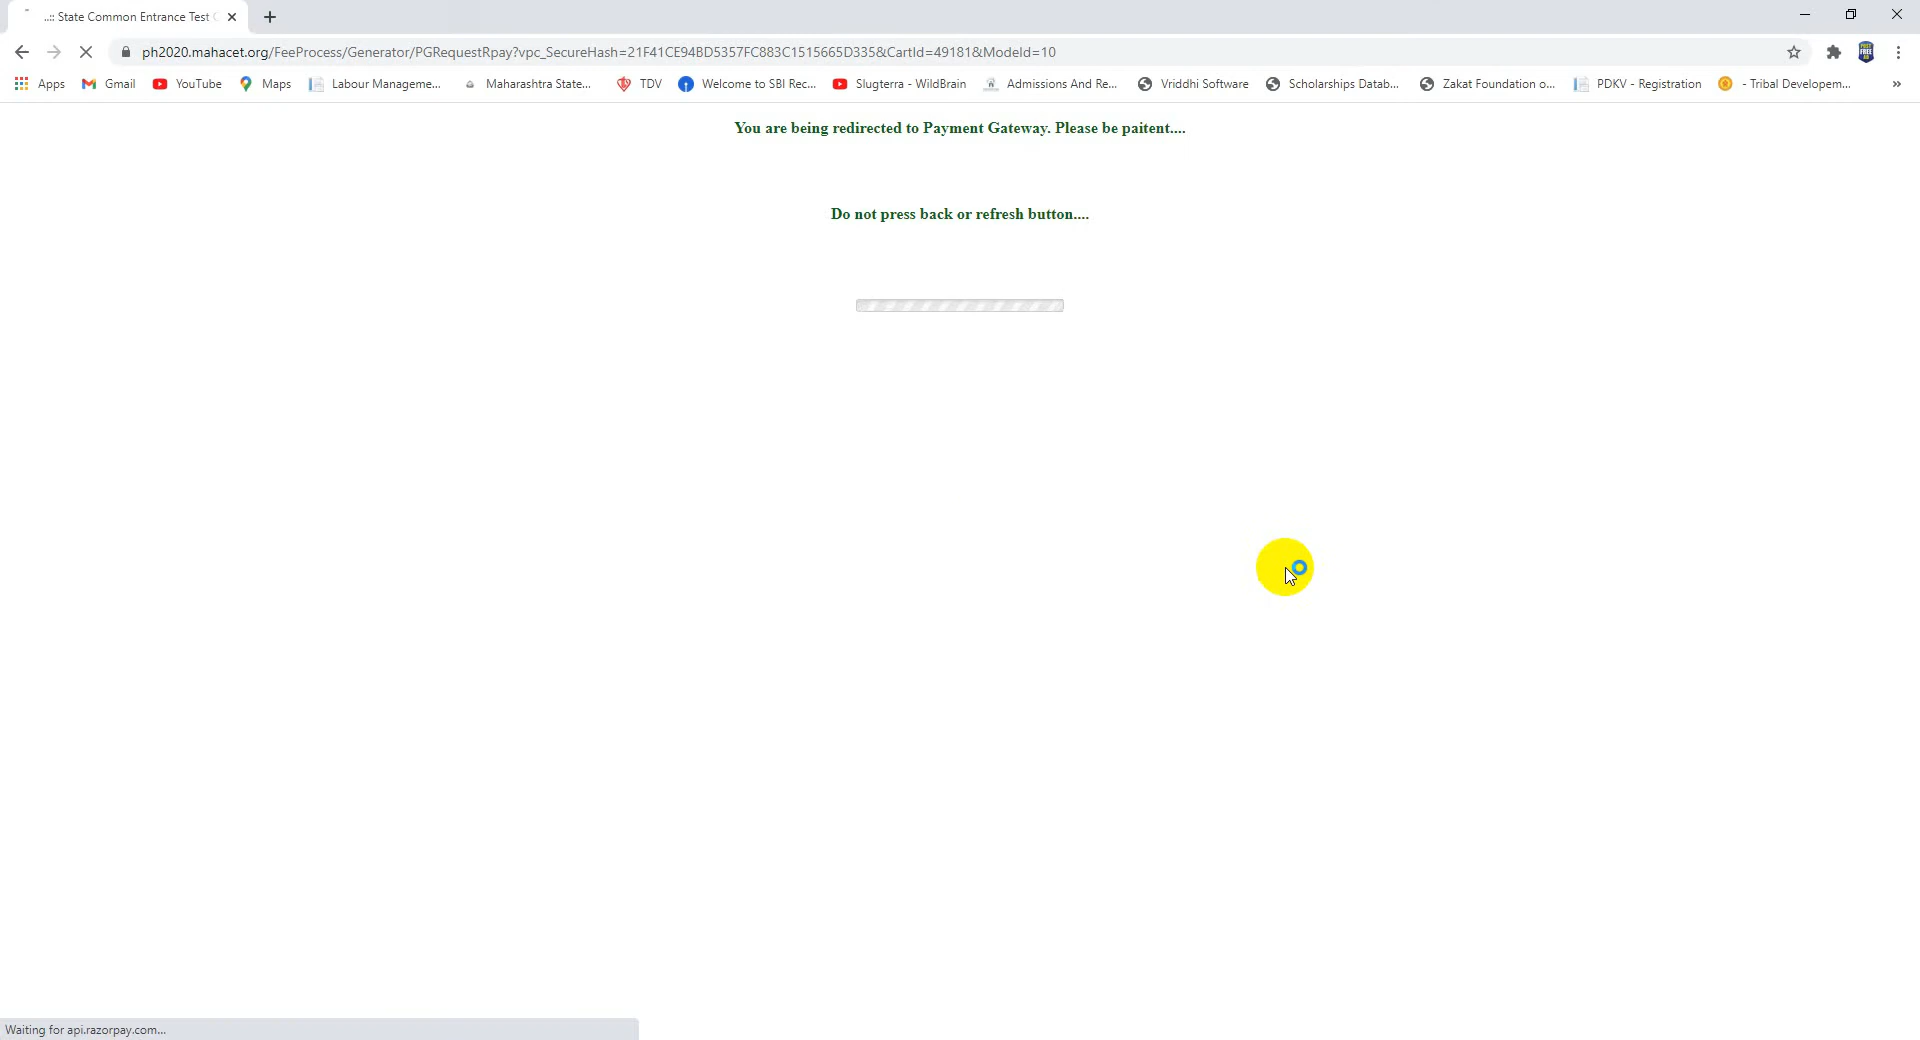 ..:: State Common Entrance Test C
ph2020.mahacet.org/FeeProcess/Generator/PGRequestRpay?vpc_SecureHash=21F41CE94BD5357FC883C1515665D335&CartId=49181&ModeId=10
Apps Gmail YouTube Maps Labour Manageme... Maharashtra State... TDV Welcome to SBI Rec... Slugterra - WildBrain Admissions And Re... Vriddhi Software Scholarships Datab... Zakat Foundation o... PDKV - Registration - Tribal Developem... »
You are being redirected to Payment Gateway. Please be paitent....
Do not press back or refresh button....
Waiting for api.razorpay.com...